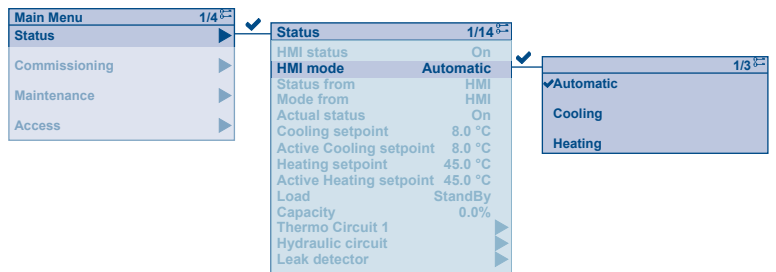 Main Menu 1/4
Status
Commissioning
Maintenance
Access
Status 1/14
HMI status On
HMI mode Automatic
Status from HMI
Mode from HMI
Actual status On
Cooling setpoint 8.0 °C
Active Cooling setpoint 8.0 °C
Heating setpoint 45.0 °C
Active Heating setpoint 45.0 °C
Load StandBy
Capacity 0.0%
Thermo Circuit 1
Hydraulic circuit
Leak detector
1/3
Automatic
Cooling
Heating